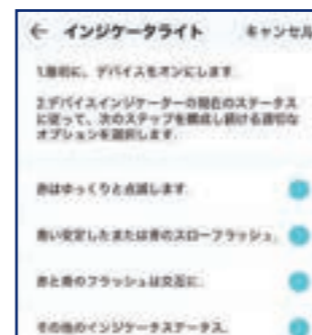 ← インジケータライト キャンセル
1.最初に、デバイスをオンにします
2.デバイスインジケーターの現在のステータス
に従って、次のステップを構成し続ける適切な
オプションを選択します.
赤はゆっくりと点滅します
青い安定したまたは青のスローフラッシュ.
赤と青のフラッシュは交互に.
その他のインジケータステータス.